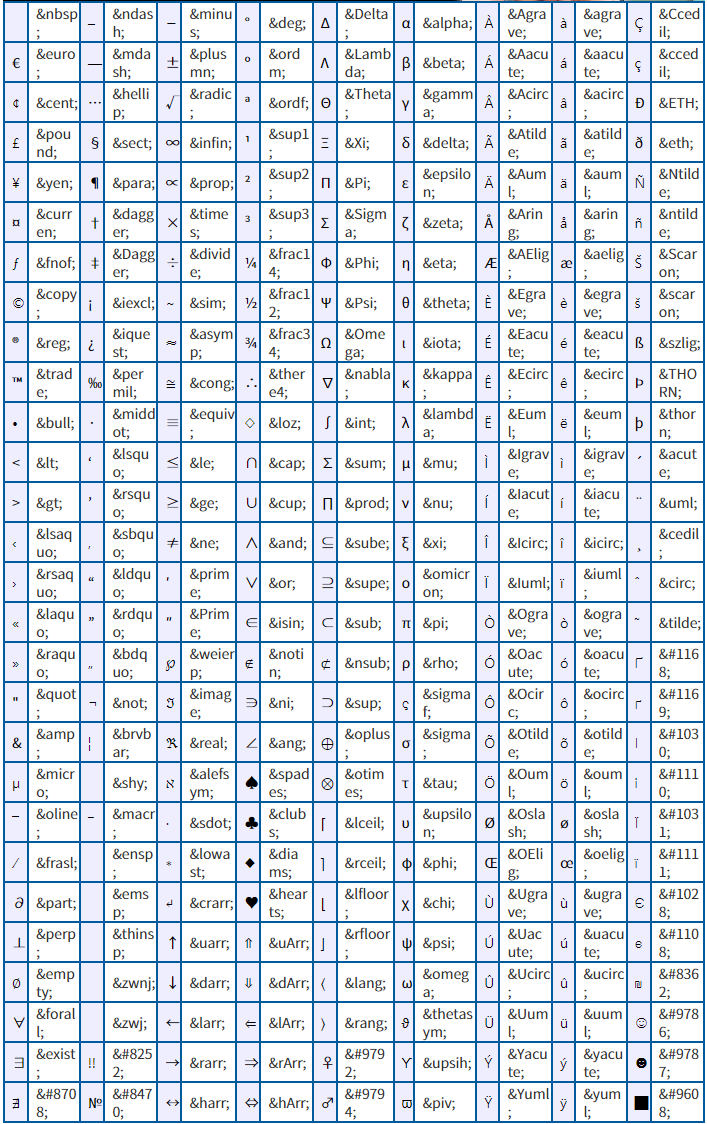 &nbsp; – &ndash; − &minus; ° &deg; Δ &Delta; α &alpha; À &Agrave; à &agrave; Ç &Ccedil;
€ &euro; — &mdash; ± &plusmn; º &ordm; Λ &Lambda; β &beta; Á &Aacute; á &aacute; ç &ccedil;
¢ &cent; … &hellip; √ &radic; ª &ordf; Θ &Theta; γ &gamma; Â &Acirc; â &acirc; Ð &ETH;
£ &pound; § &sect; ∞ &infin; ¹ &sup1; Ξ &Xi; δ &delta; Ã &Atilde; ã &atilde; ð &eth;
¥ &yen; ¶ &para; ∝ &prop; ² &sup2; Π &Pi; ε &epsilon; Ä &Auml; ä &auml; Ñ &Ntilde;
¤ &curren; † &dagger; × &times; ³ &sup3; Σ &Sigma; ζ &zeta; Å &Aring; å &aring; ñ &ntilde;
ƒ &fnof; ‡ &Dagger; ÷ &divide; ¼ &frac14; Φ &Phi; η &eta; Æ &AElig; æ &aelig; Š &Scaron;
© &copy; ¡ &iexcl; ~ &sim; ½ &frac12; Ψ &Psi; θ &theta; È &Egrave; è &egrave; š &scaron;
® &reg; ¿ &iquest; ≈ &asymp; ¾ &frac34; Ω &Omega; ι &iota; É &Eacute; é &eacute; ß &szlig;
™ &trade; ‰ &permil; ≅ &cong; ∴ &there4; ∇ &nabla; κ &kappa; Ê &Ecirc; ê &ecirc; Þ &THORN;
• &bull; · &middot; ≡ &equiv; ◊ &loz; ∫ &int; λ &lambda; Ë &Euml; ë &euml; þ &thorn;
< &lt; ‘ &lsquo; ≤ &le; ∩ &cap; ∑ &sum; μ &mu; Ì &Igrave; ì &igrave; ´ &acute;
> &gt; ’ &rsquo; ≥ &ge; ∪ &cup; ∏ &prod; ν &nu; Í &Iacute; í &iacute; ¨ &uml;
‹ &lsaquo; ‚ &sbquo; ≠ &ne; ∧ &and; ⊆ &sube; ξ &xi; Î &Icirc; î &icirc; ¸ &cedil;
› &rsaquo; “ &ldquo; ′ &prime; ∨ &or; ⊇ &supe; ο &omicron; Ï &Iuml; ï &iuml; ˆ &circ;
« &laquo; ” &rdquo; ″ &Prime; ∈ &isin; ⊂ &sub; π &pi; Ò &Ograve; ò &ograve; ˜ &tilde;
» &raquo; „ &bdquo; ℘ &weierp; ∉ &notin; ⊄ &nsub; ρ &rho; Ó &Oacute; ó &oacute; Ґ &#1168;
" &quot; ¬ &not; ℑ &image; ∋ &ni; ⊃ &sup; ς &sigmaf; Ô &Ocirc; ô &ocirc; ґ &#1169;
& &amp; ¦ &brvbar; ℜ &real; ∠ &ang; ⊕ &oplus; σ &sigma; Õ &Otilde; õ &otilde; І &#1030;
µ &micro; &shy; ℵ &alefsym; ♠ &spades; ⊗ &otimes; τ &tau; Ö &Ouml; ö &ouml; і &#1110;
‾ &oline; ¯ &macr; ⋅ &sdot; ♣ &clubs; ⌈ &lceil; υ &upsilon; Ø &Oslash; ø &oslash; Ї &#1031;
⁄ &frasl; &ensp; ∗ &lowast; ♦ &diams; ⌉ &rceil; φ &phi; Œ &OElig; œ &oelig; ї &#1111;
∂ &part; &emsp; ↵ &crarr; ♥ &hearts; ⌊ &lfloor; χ &chi; Ù &Ugrave; ù &ugrave; Є &#1028;
⊥ &perp; &thinsp; ↑ &uarr; ⇑ &uArr; ⌋ &rfloor; ψ &psi; Ú &Uacute; ú &uacute; є &#1108;
∅ &empty; &zwnj; ↓ &darr; ⇓ &dArr; ⟨ &lang; ω &omega; Û &Ucirc; û &ucirc; ₪ &#8362;
∀ &forall; &zwj; ← &larr; ⇐ &lArr; ⟩ &rang; ϑ &thetasym; Ü &Uuml; ü &uuml; ☺ &#9786;
∃ &exist; ‼ &#8252; → &rarr; ⇒ &rArr; ♀ &#9792; ϒ &upsih; Ý &Yacute; ý &yacute; ☻ &#9787;
∄ &#8708; № &#8470; ↔ &harr; ⇔ &hArr; ♂ &#9794; ϖ &piv; Ÿ &Yuml; ÿ &yuml; █ &#9608;